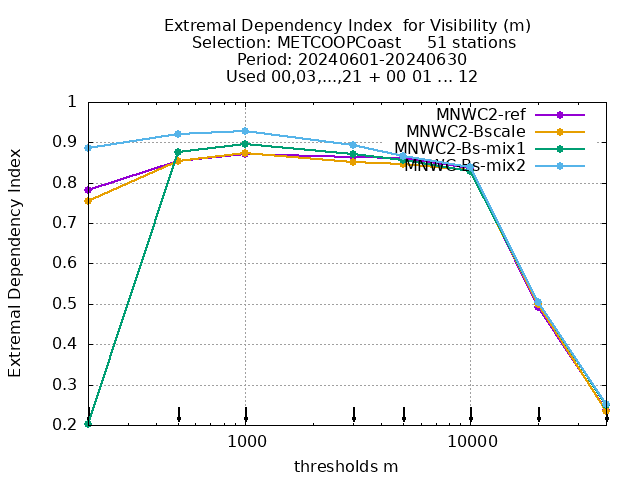 Extremal Dependency Index  for Visibility (m)
Selection: METCOOPCoast     51 stations
Period: 20240601-20240630
Used 00,03,...,21 + 00 01 ... 12
MNWC2-ref
MNWC2-Bscale
MNWC2-Bs-mix1
MNWC-Bs-mix2
Extremal Dependency Index
1
0.9
0.8
0.7
0.6
0.5
0.4
0.3
0.2
1000 10000
thresholds m